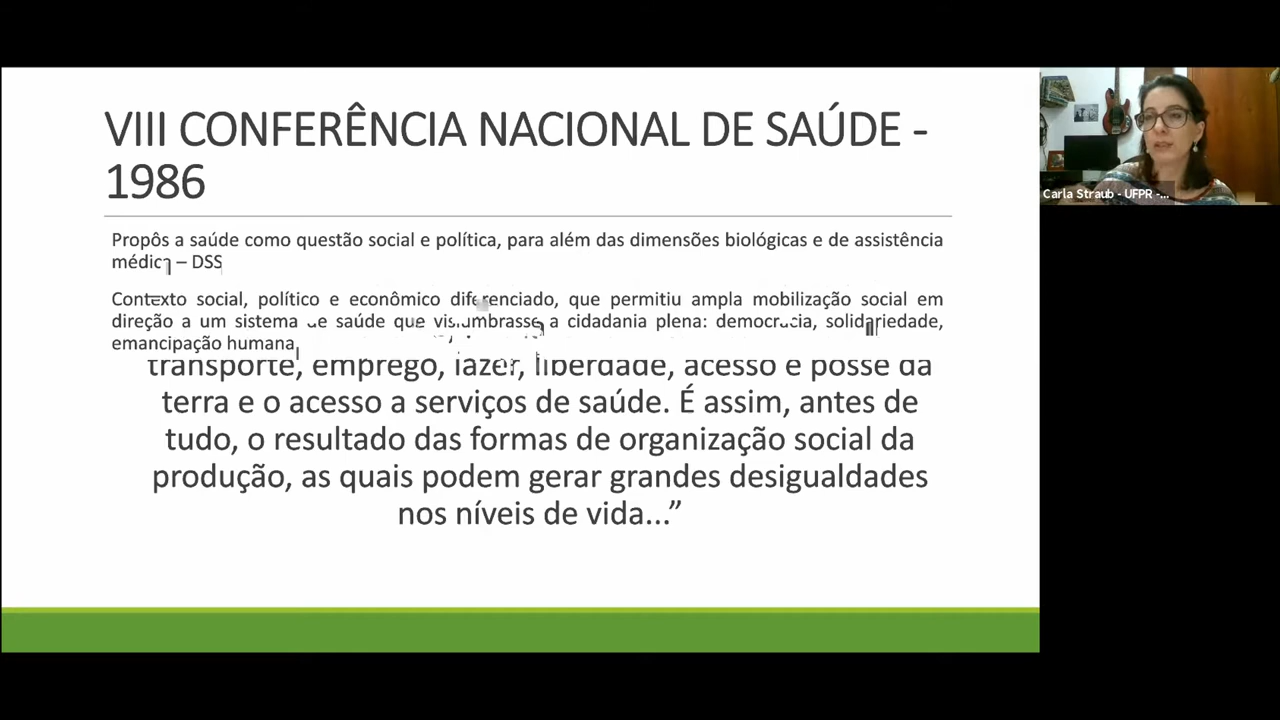 VIII CONFERÊNCIA NACIONAL DE SAÚDE -
1986
Propôs a saúde como questão social e política, para além das dimensões biológicas e de assistência
médica – DSS
Contexto social, político e econômico diferenciado, que permitiu ampla mobilização social em
direção a um sistema de saúde que vislumbrasse a cidadania plena: democracia, solidariedade,
emancipação humana
transporte, emprego, lazer, liberdade, acesso e posse da
terra e o acesso a serviços de saúde. É assim, antes de
tudo, o resultado das formas de organização social da
produção, as quais podem gerar grandes desigualdades
nos níveis de vida...”
Carla Straub - UFPR -...